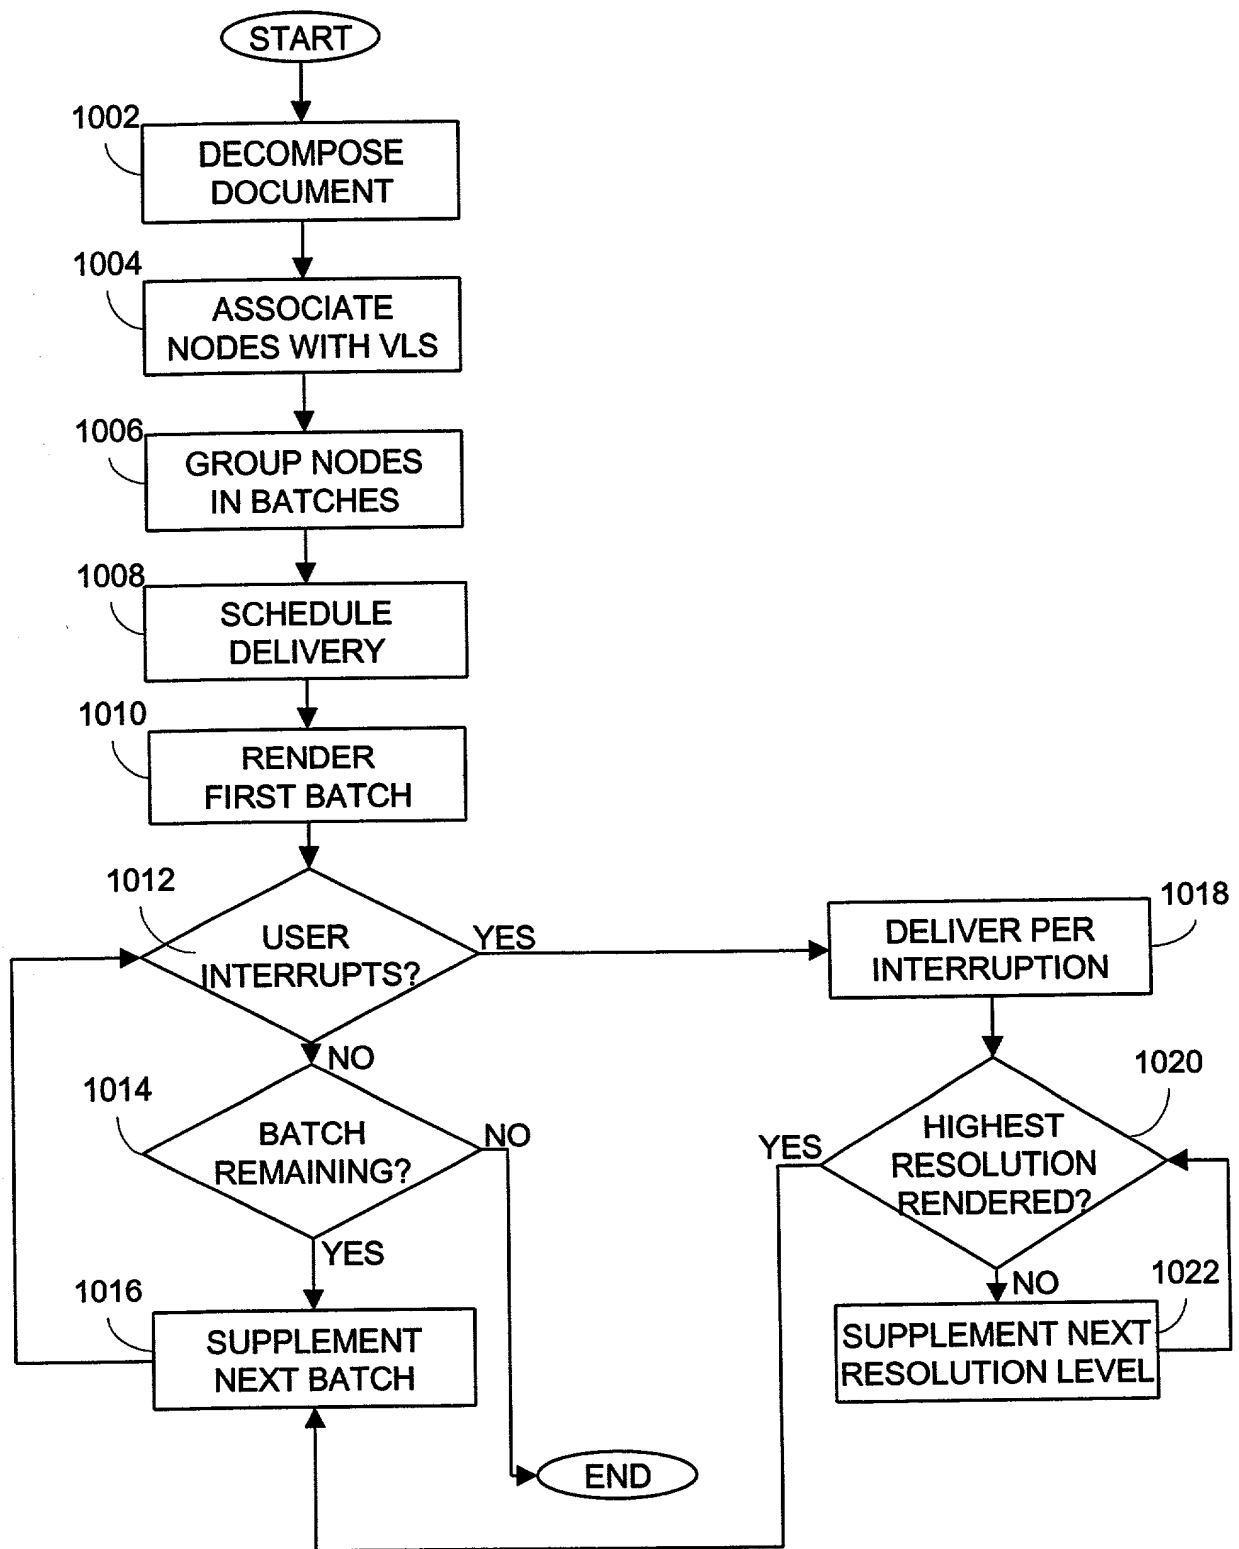 START
1002
DECOMPOSE
DOCUMENT
1004
ASSOCIATE
NODES WITH VLS
1006
GROUP NODES
IN BATCHES
1008
SCHEDULE
DELIVERY
1010
RENDER
FIRST BATCH
1012
USER
INTERRUPTS?
YES
NO
1014
BATCH
REMAINING?
NO
YES
1016
SUPPLEMENT
NEXT BATCH
END
1018
DELIVER PER
INTERRUPTION
1020
HIGHEST
RESOLUTION
RENDERED?
YES
NO
1022
SUPPLEMENT NEXT
RESOLUTION LEVEL